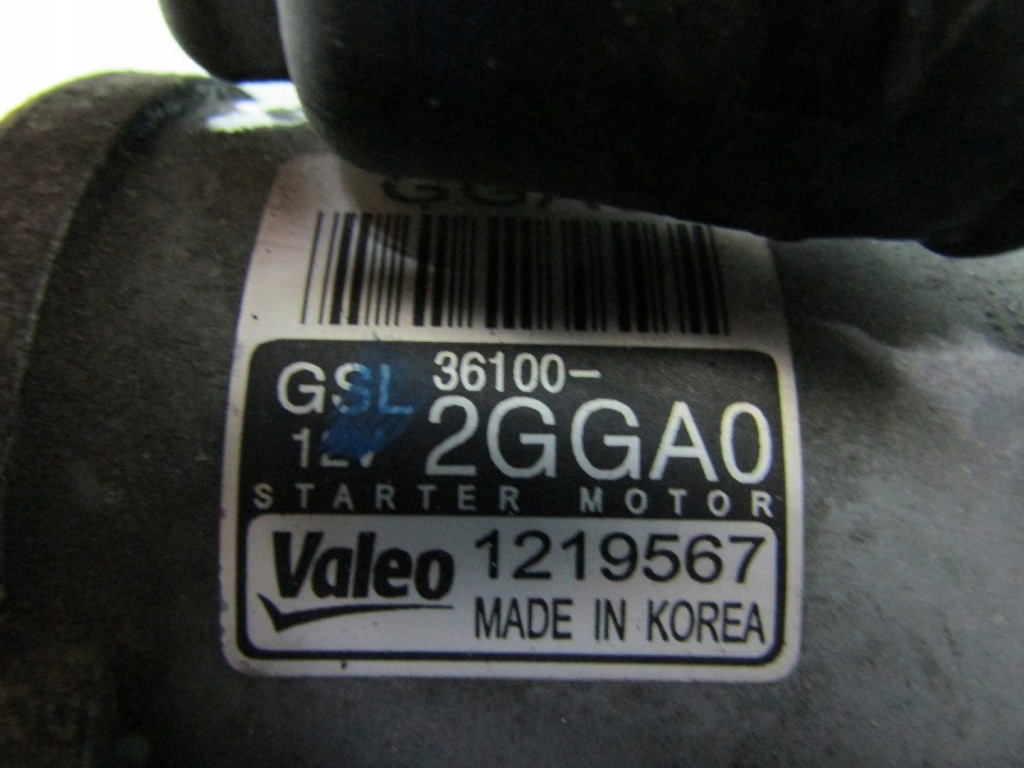 GSL 36100-
12V 2GGA0
STARTER MOTOR
Valeo 1219567
MADE IN KOREA